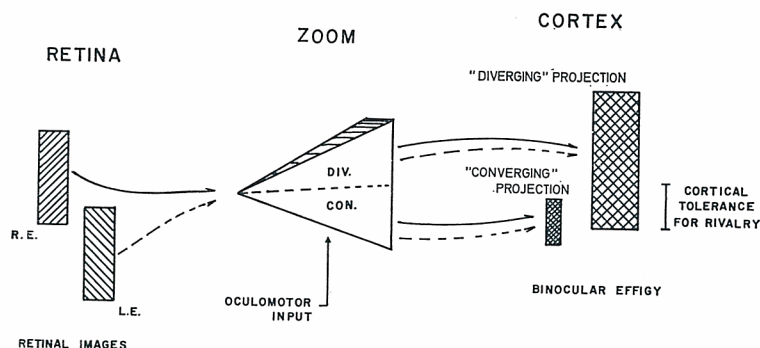 RETINA
ZOOM
CORTEX
"DIVERGING" PROJECTION
"CONVERGING"
PROJECTION
DIV.
CON.
CORTICAL
TOLERANCE
FOR RIVALRY
R.E.
L.E.
OCULOMOTOR
INPUT
BINOCULAR EFFIGY
RETINAL IMAGES